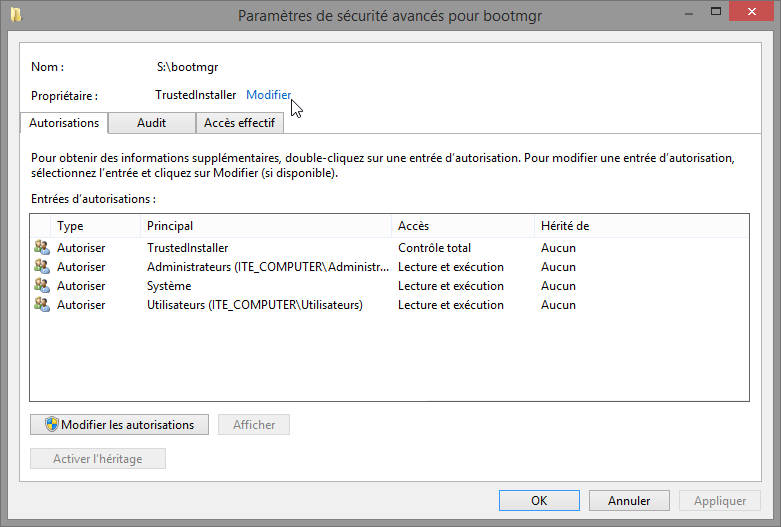 Paramètres de sécurité avancés pour bootmgr
Nom : S:\bootmgr
Propriétaire : TrustedInstaller Modifier
Autorisations Audit Accès effectif
Pour obtenir des informations supplémentaires, double-cliquez sur une entrée d'autorisation. Pour modifier une entrée d'autorisation,
sélectionnez l'entrée et cliquez sur Modifier (si disponible).
Entrées d'autorisations :
Type Principal Accès Hérité de
Autoriser TrustedInstaller Contrôle total Aucun
Autoriser Administrateurs (ITE_COMPUTER\Administr... Lecture et exécution Aucun
Autoriser Système Lecture et exécution Aucun
Autoriser Utilisateurs (ITE_COMPUTER\Utilisateurs) Lecture et exécution Aucun
Modifier les autorisations Afficher
Activer l'héritage
OK Annuler Appliquer